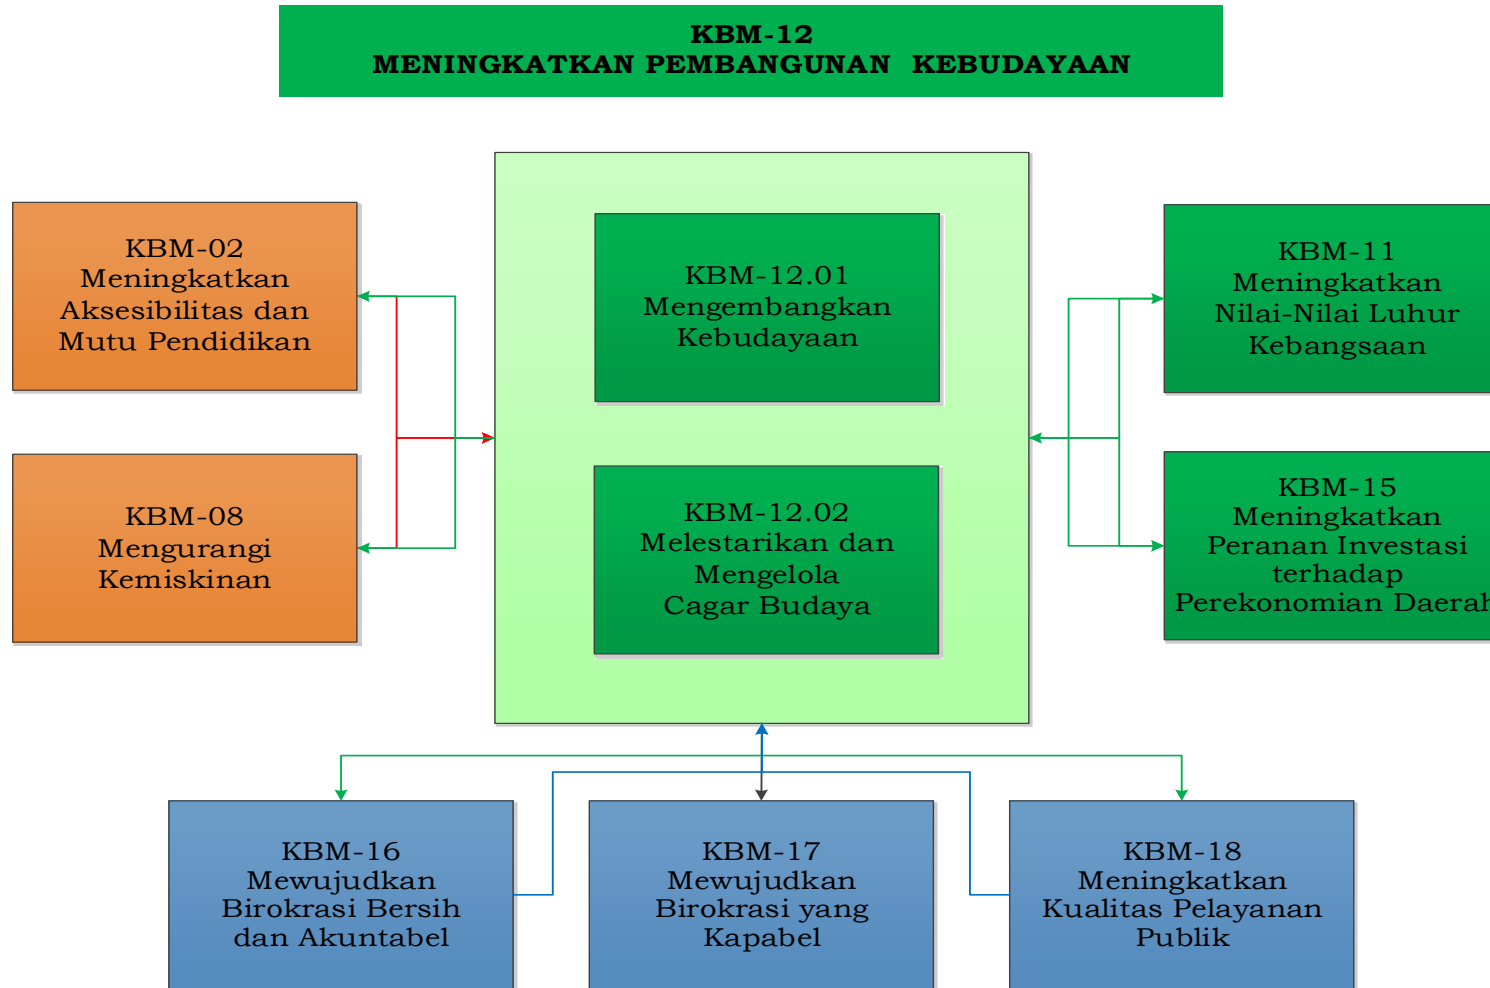 KBM-12
MENINGKATKAN PEMBANGUNAN KEBUDAYAAN
KBM-02
Meningkatkan
Aksesibilitas dan
Mutu Pendidikan
KBM-08
Mengurangi
Kemiskinan
KBM-12.01
Mengembangkan
Kebudayaan
KBM-12.02
Melestarikan dan
Mengelola
Cagar Budaya
KBM-11
Meningkatkan
Nilai-Nilai Luhur
Kebangsaan
KBM-15
Meningkatkan
Peranan Investasi
terhadap
Perekonomian Daerah
KBM-16
Mewujudkan
Birokrasi Bersih
dan Akuntabel
KBM-17
Mewujudkan
Birokrasi yang
Kapabel
KBM-18
Meningkatkan
Kualitas Pelayanan
Publik